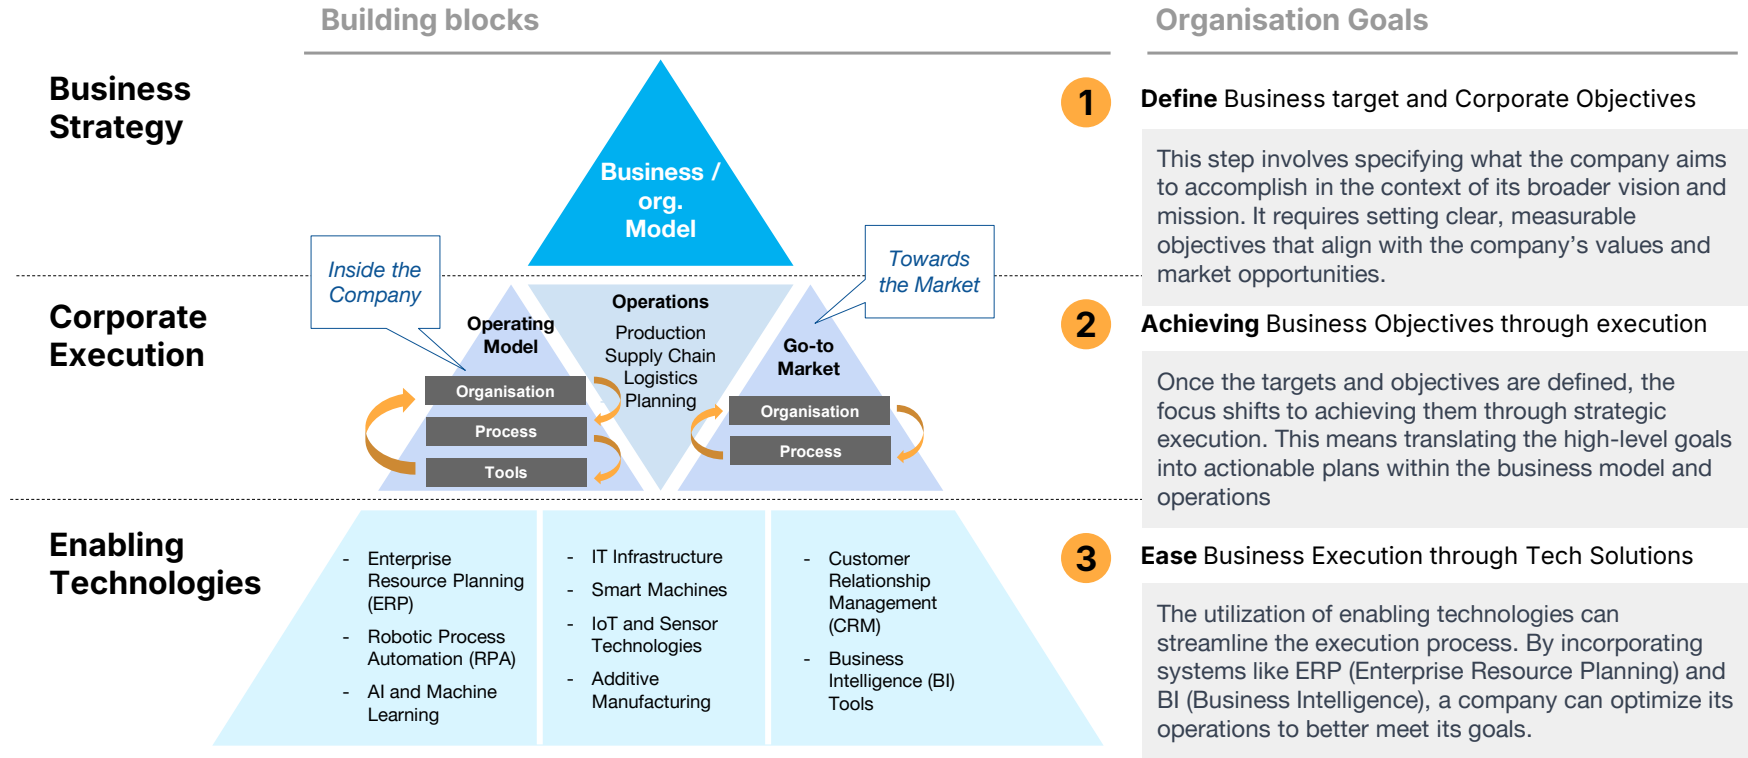 Building blocks
Organisation Goals
Business
Strategy
Business /
org.
Model
1
Define Business target and Corporate Objectives
This step involves specifying what the company aims
to accomplish in the context of its broader vision and
mission. It requires setting clear, measurable
objectives that align with the company’s values and
market opportunities.
Inside the
Company
Towards
the Market
Corporate
Execution
Operating
Model
Organisation
Process
Tools
Operations
Production
Supply Chain
Logistics
Planning
Go-to
Market
Organisation
Process
2
Achieving Business Objectives through execution
Once the targets and objectives are defined, the
focus shifts to achieving them through strategic
execution. This means translating the high-level goals
into actionable plans within the business model and
operations
Enabling
Technologies
- Enterprise
Resource Planning
(ERP)
- Robotic Process
Automation (RPA)
- AI and Machine
Learning
- IT Infrastructure
- Smart Machines
- IoT and Sensor
Technologies
- Additive
Manufacturing
- Customer
Relationship
Management
(CRM)
- Business
Intelligence (BI)
Tools
3
Ease Business Execution through Tech Solutions
The utilization of enabling technologies can
streamline the execution process. By incorporating
systems like ERP (Enterprise Resource Planning) and
BI (Business Intelligence), a company can optimize its
operations to better meet its goals.